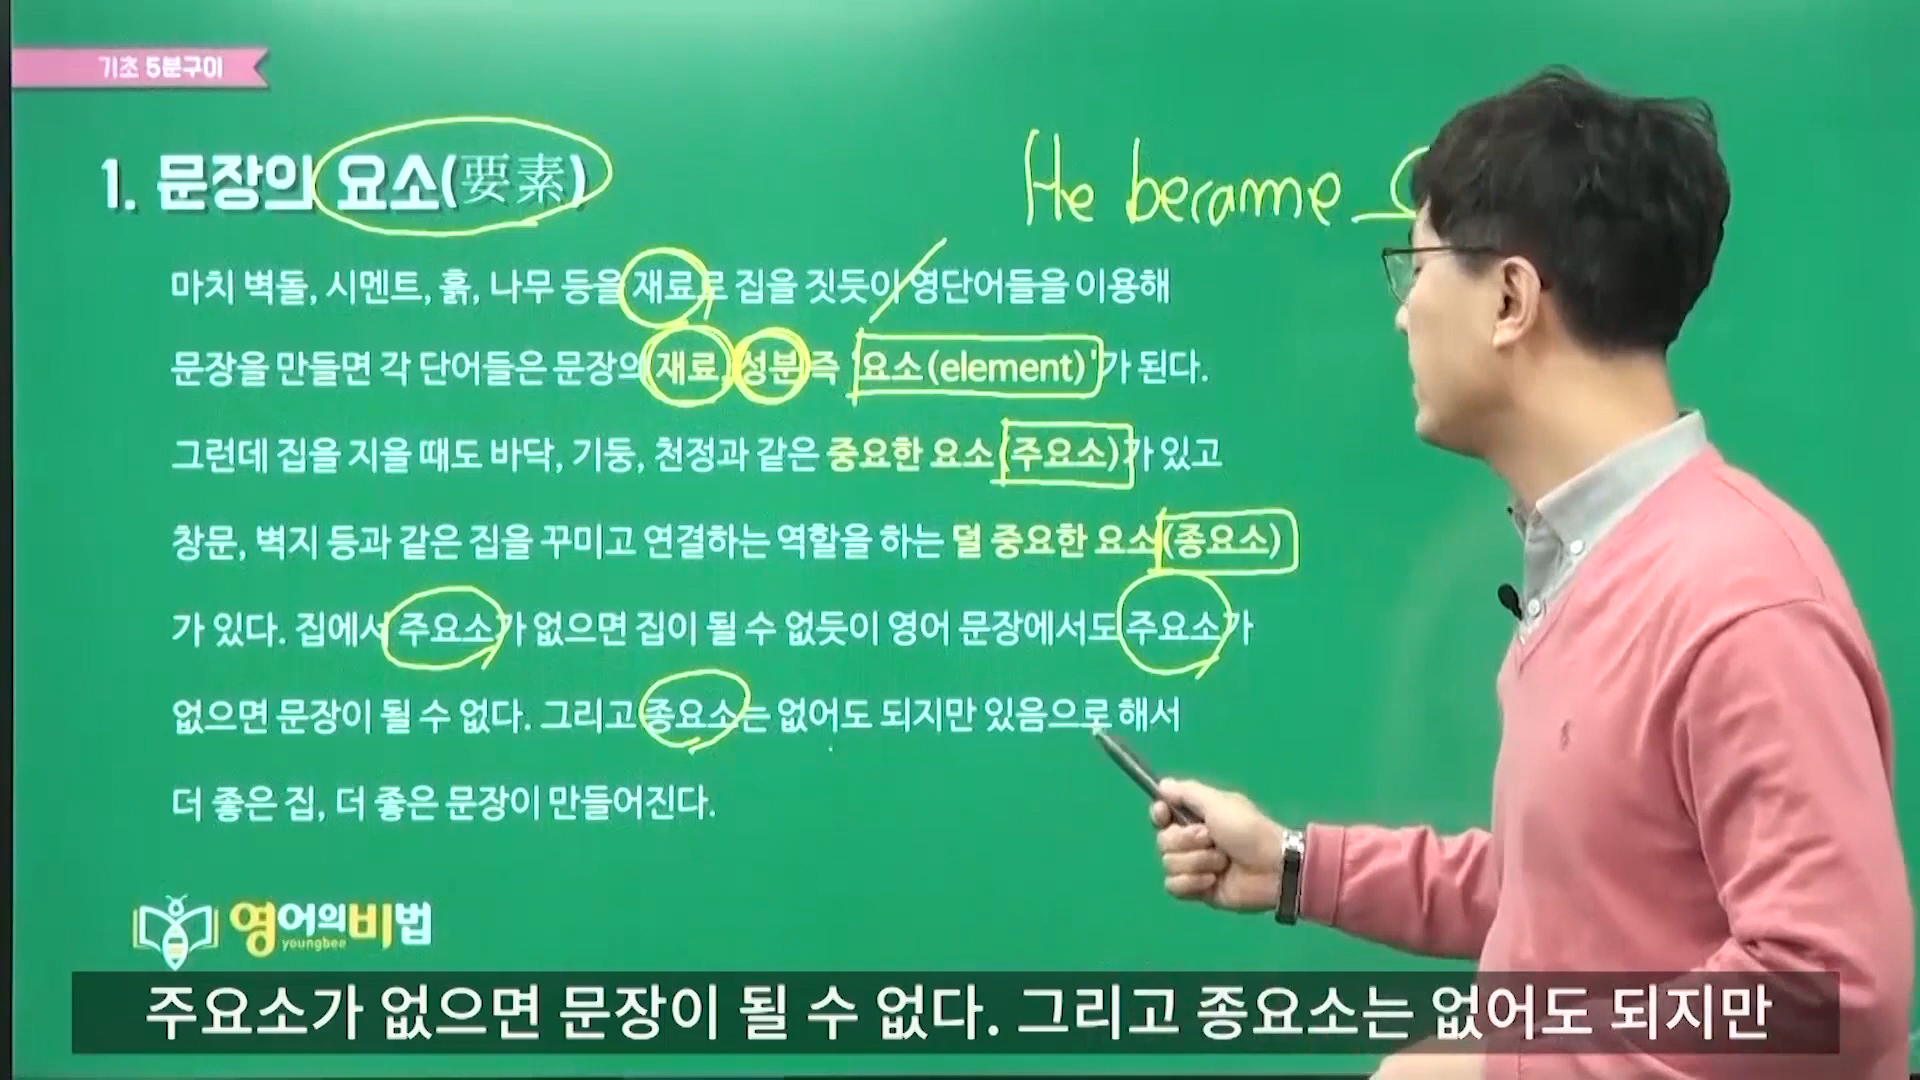 기초 5분구이
1. 문장의 요소(要素)
He became
마치 벽돌, 시멘트, 흙, 나무 등을 재료로 집을 짓듯이 영단어들을 이용해
문장을 만들면 각 단어들은 문장의 재료, 성분 즉 '요소(element)'가 된다.
그런데 집을 지을 때도 바닥, 기둥, 천정과 같은 중요한 요소(주요소)가 있고
창문, 벽지 등과 같은 집을 꾸미고 연결하는 역할을 하는 덜 중요한 요소(종요소)
가 있다. 집에서 주요소가 없으면 집이 될 수 없듯이 영어 문장에서도 주요소가
없으면 문장이 될 수 없다. 그리고 종요소는 없어도 되지만 있음으로 해서
더 좋은 집, 더 좋은 문장이 만들어진다.
영어의비법
youngbee
주요소가 없으면 문장이 될 수 없다. 그리고 종요소는 없어도 되지만